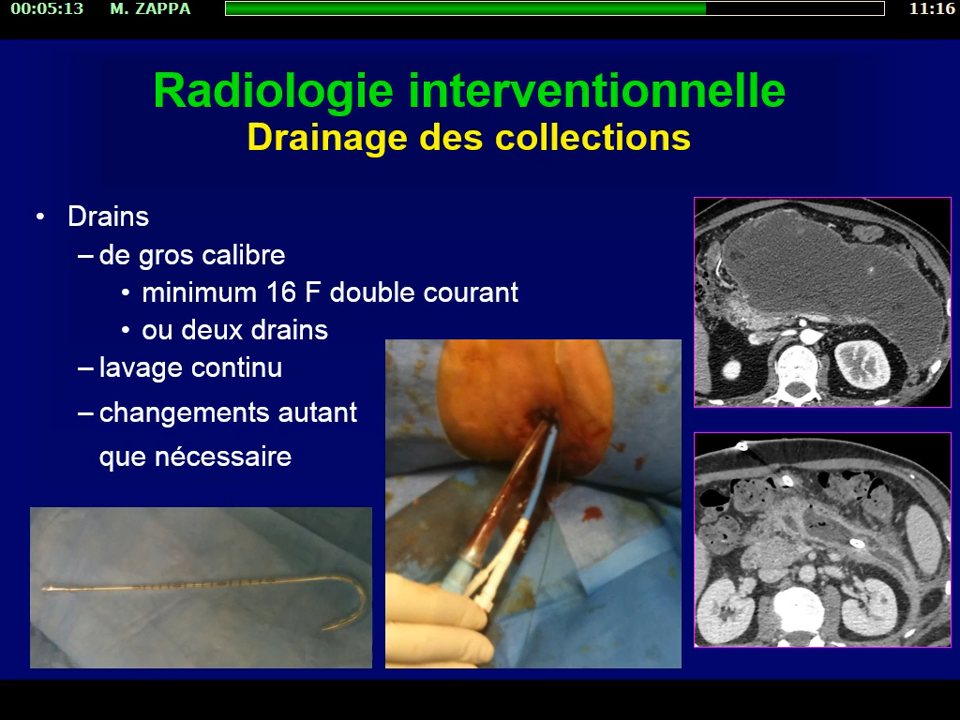 00:05:13 M. ZAPPA 11:16
Radiologie interventionnelle
Drainage des collections
• Drains
– de gros calibre
• minimum 16 F double courant
• ou deux drains
– lavage continu
– changements autant
que nécessaire